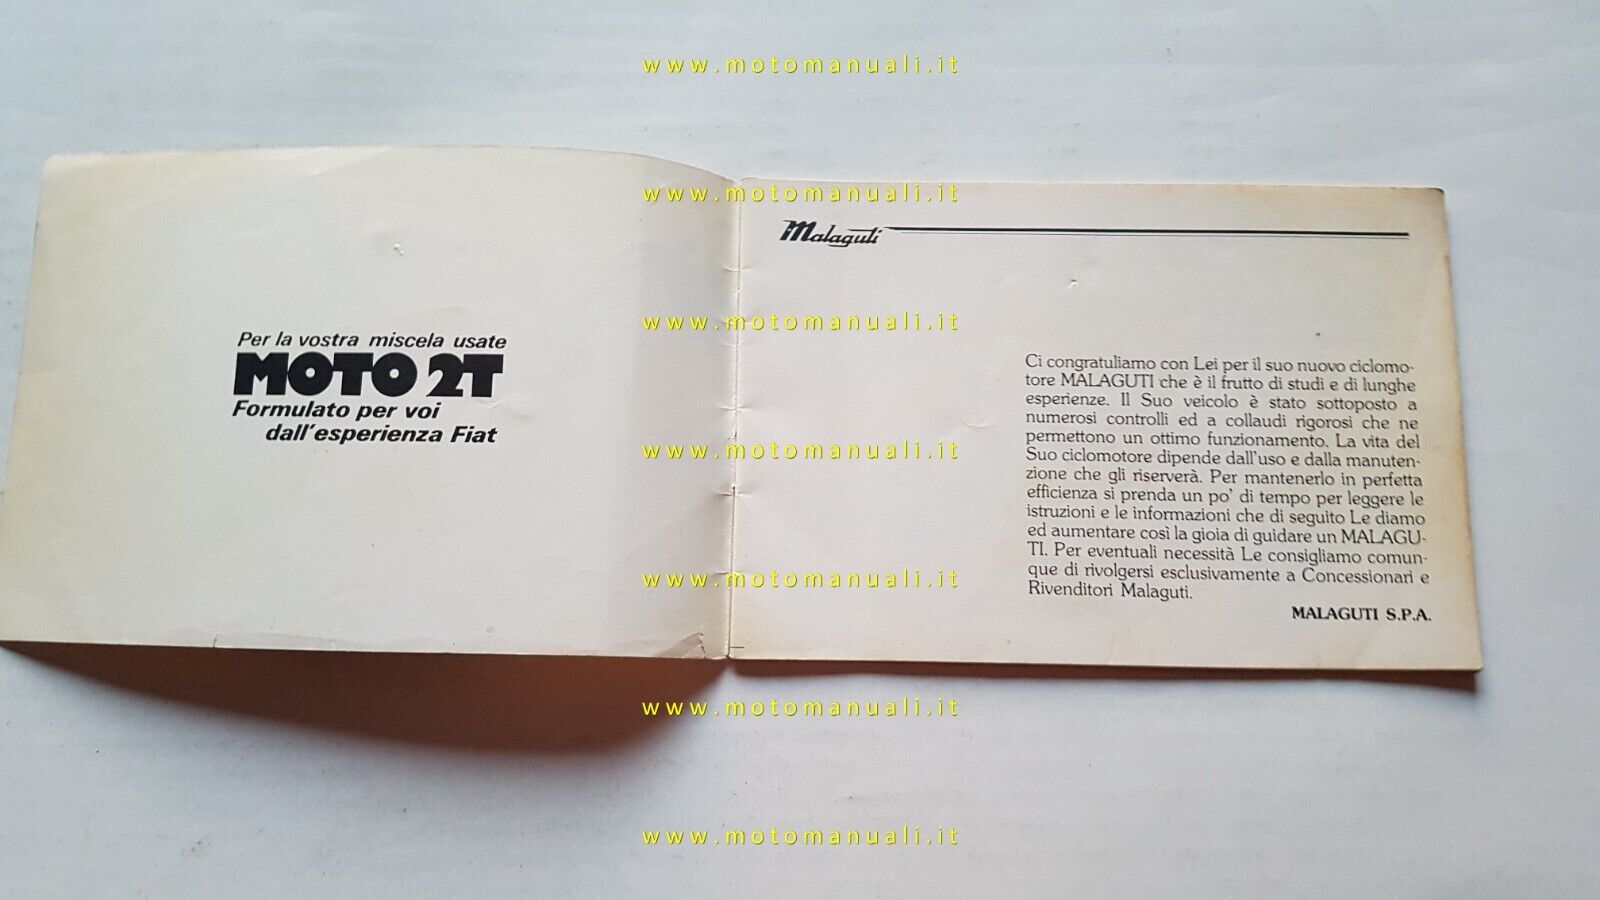 www.motomanuali.it
www.motomanuali.it
Per la vostra miscela usate
MOTO 2T
Formulato per voi
dall'esperienza Fiat
Malaguti
www.motomanuali.it
Ci congratuliamo con Lei per il suo nuovo ciclomo-
tore MALAGUTI che è il frutto di studi e di lunghe
esperienze. Il Suo veicolo è stato sottoposto a
numerosi controlli ed a collaudi rigorosi che ne
permettono un ottimo funzionamento. La vita del
Suo ciclomotore dipende dall'uso e dalla manuten-
zione che gli riserverà. Per mantenerlo in perfetta
efficienza si prenda un po' di tempo per leggere le
istruzioni e le informazioni che di seguito Le diamo
ed aumentare così la gioia di guidare un MALAGU-
TI. Per eventuali necessità Le consigliamo comun-
que di rivolgersi esclusivamente a Concessionari e
Rivenditori Malaguti.
MALAGUTI S.P.A.
www.motomanuali.it
www.motomanuali.it
www.motomanuali.it
www.motomanuali.it